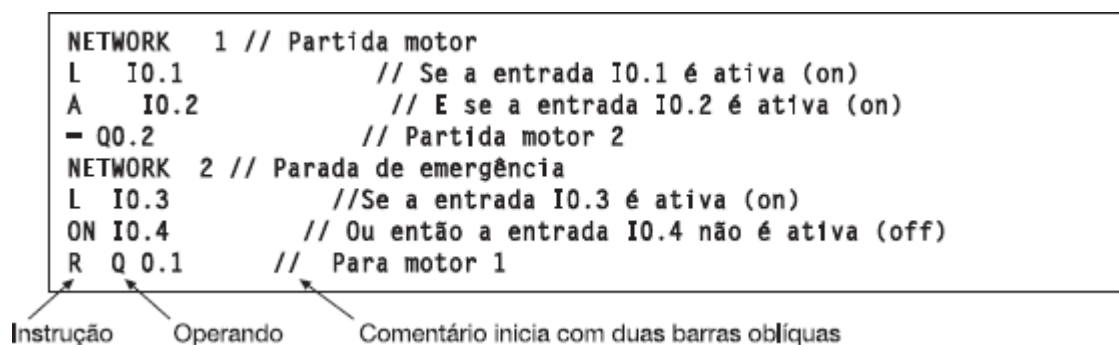 NETWORK 1 // Partida motor
L I0.1 // Se a entrada I0.1 é ativa (on)
A I0.2 // E se a entrada I0.2 é ativa (on)
– Q0.2 // Partida motor 2
NETWORK 2 // Parada de emergência
L I0.3 //Se a entrada I0.3 é ativa (on)
ON I0.4 // Ou então a entrada I0.4 não é ativa (off)
R Q 0.1 // Para motor 1
Instrução Operando Comentário inicia com duas barras oblíquas